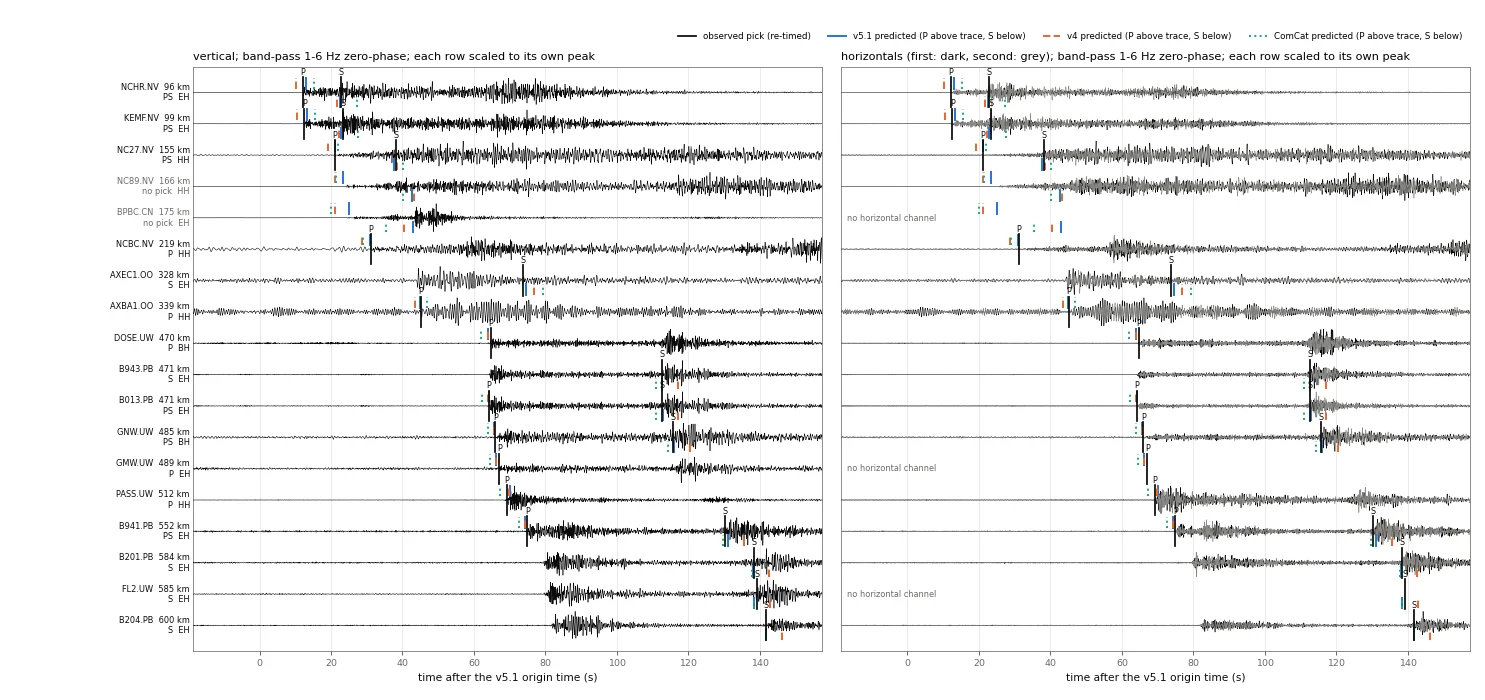 observed pick (re-timed) v5.1 predicted (P above trace, S below) v4 predicted (P above trace, S below) ComCat predicted (P above trace, S below)
vertical; band-pass 1-6 Hz zero-phase; each row scaled to its own peak
horizontals (first: dark, second: grey); band-pass 1-6 Hz zero-phase; each row scaled to its own peak
NCHR.NV 96 km
PS EH
KEMF.NV 99 km
PS EH
NC27.NV 155 km
PS HH
NC89.NV 166 km
no pick HH
BPBC.CN 175 km
no pick EH
no horizontal channel
NCBC.NV 219 km
P HH
AXEC1.OO 328 km
S EH
AXBA1.OO 339 km
P HH
DOSE.UW 470 km
P BH
B943.PB 471 km
S EH
B013.PB 471 km
PS EH
GNW.UW 485 km
PS BH
GMW.UW 489 km
P EH
no horizontal channel
PASS.UW 512 km
P HH
B941.PB 552 km
PS EH
B201.PB 584 km
S EH
FL2.UW 585 km
S EH
no horizontal channel
B204.PB 600 km
S EH
0 20 40 60 80 100 120 140
0 20 40 60 80 100 120 140
time after the v5.1 origin time (s)
time after the v5.1 origin time (s)